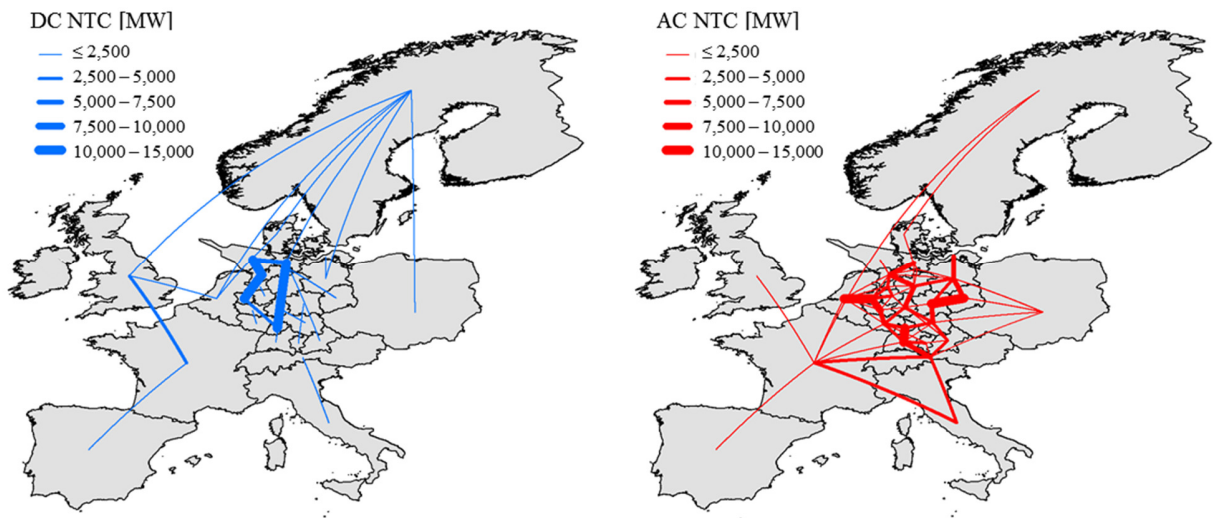 DC NTC [MW]
≤ 2,500
2,500 – 5,000
5,000 – 7,500
7,500 – 10,000
10,000 – 15,000
AC NTC [MW]
≤ 2,500
2,500 – 5,000
5,000 – 7,500
7,500 – 10,000
10,000 – 15,000